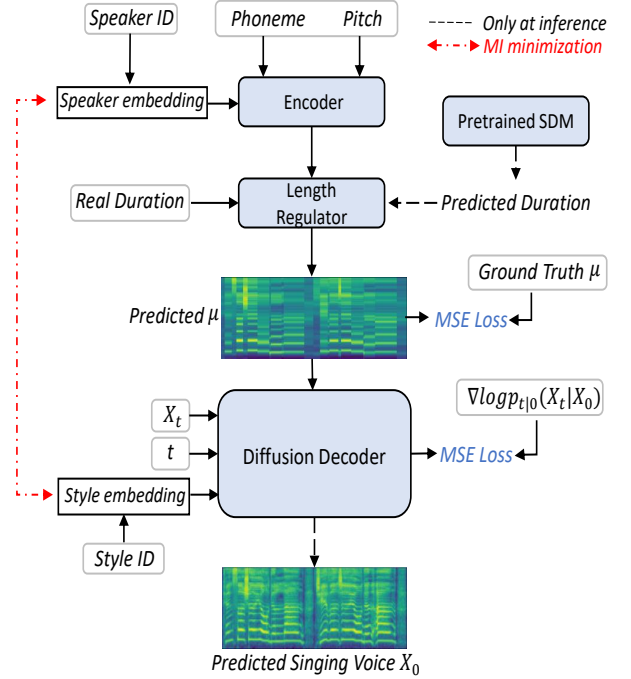 Speaker ID
Phoneme
Pitch
Only at inference
MI minimization
Speaker embedding
Encoder
Pretrained SDM
Real Duration
Length
Regulator
Predicted Duration
Ground Truth μ
Predicted μ
MSE Loss
∇logp_{t|0}(X_t|X_0)
X_t
t
Diffusion Decoder
MSE Loss
Style embedding
Style ID
Predicted Singing Voice X_0